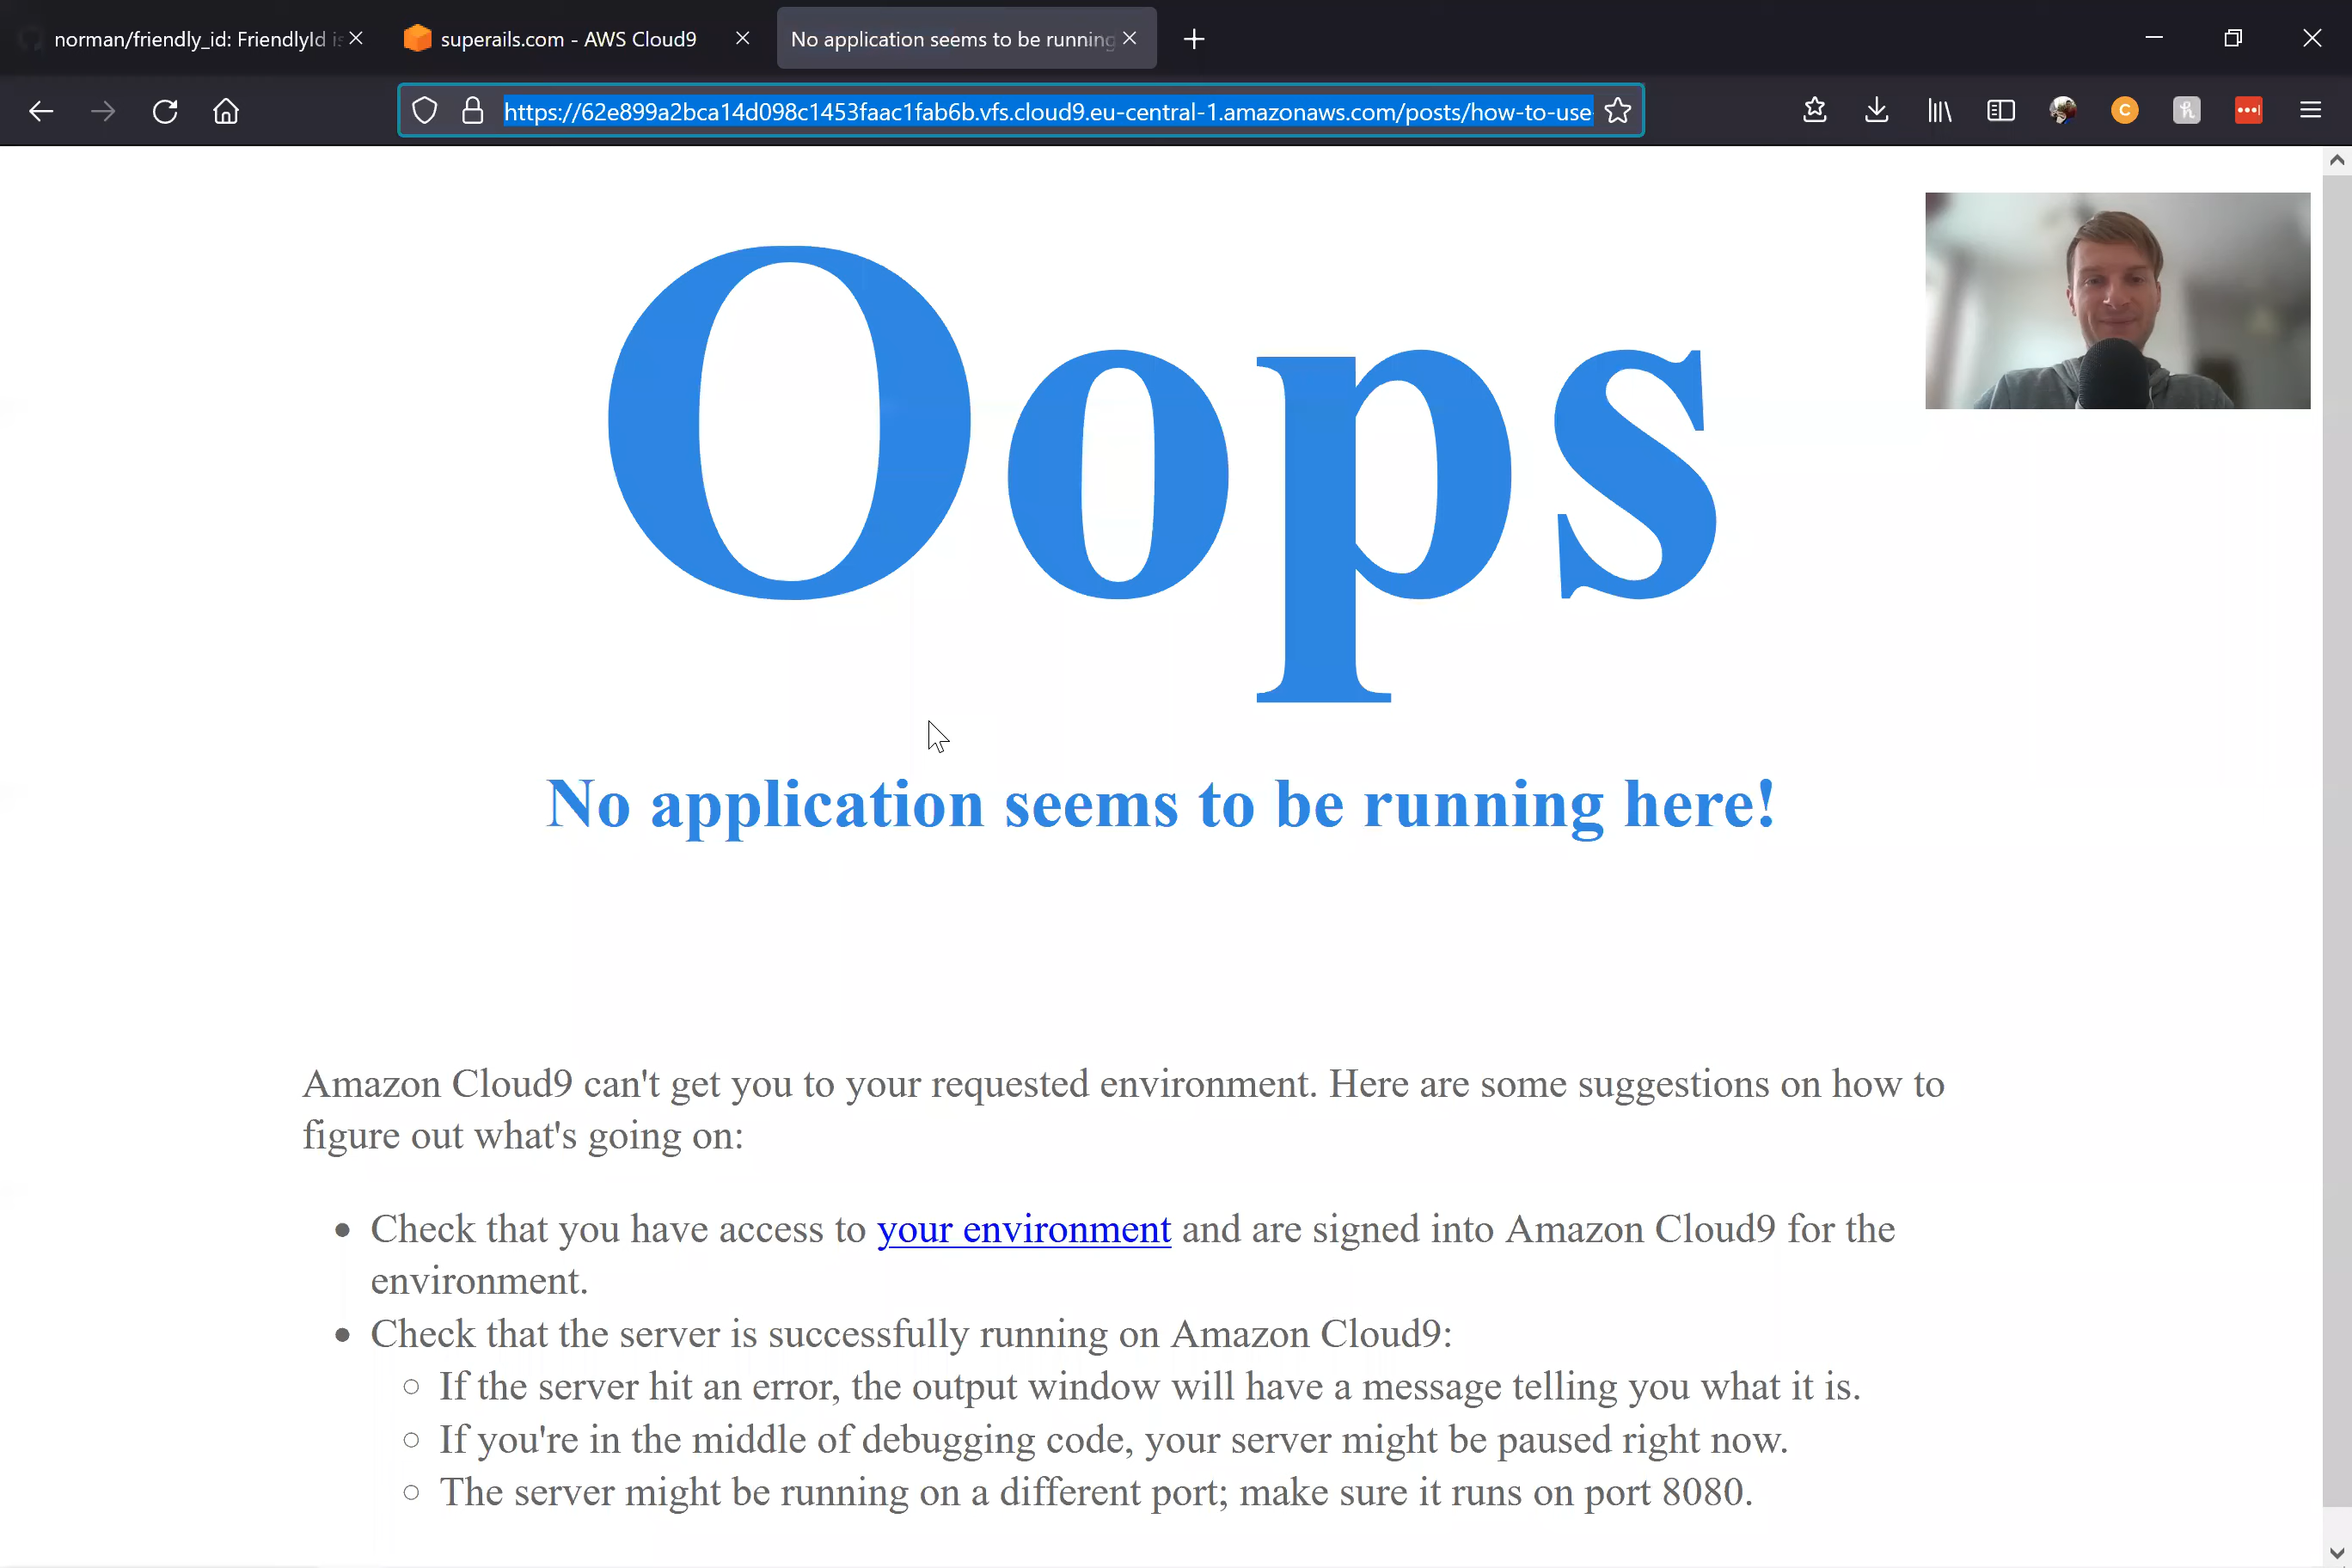 norman/friendly_id: FriendlyId is
superails.com - AWS Cloud9
No application seems to be running
https://62e899a2bca14d098c1453faac1fab6b.vfs.cloud9.eu-central-1.amazonaws.com/posts/how-to-use
C
Oops
No application seems to be running here!
Amazon Cloud9 can't get you to your requested environment. Here are some suggestions on how to
figure out what's going on:
Check that you have access to your environment and are signed into Amazon Cloud9 for the
environment.
Check that the server is successfully running on Amazon Cloud9:
If the server hit an error, the output window will have a message telling you what it is.
If you're in the middle of debugging code, your server might be paused right now.
The server might be running on a different port; make sure it runs on port 8080.